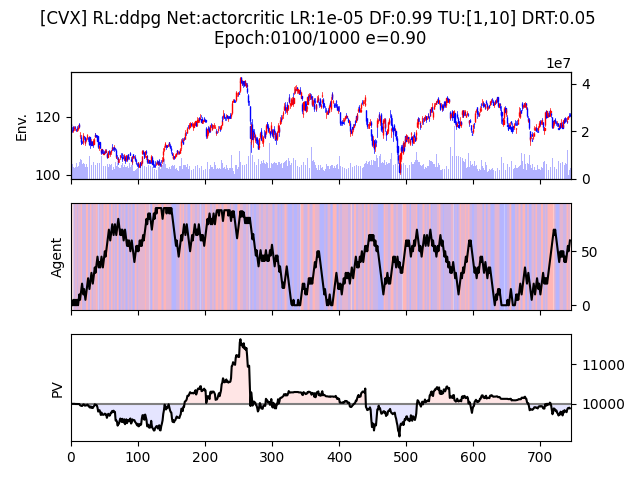 [CVX] RL:ddpg Net:actorcritic LR:1e-05 DF:0.99 TU:[1,10] DRT:0.05
Epoch:0100/1000 e=0.90
1e7
Env.
120
100
4
2
0
Agent
50
0
PV
11000
10000
0 100 200 300 400 500 600 700